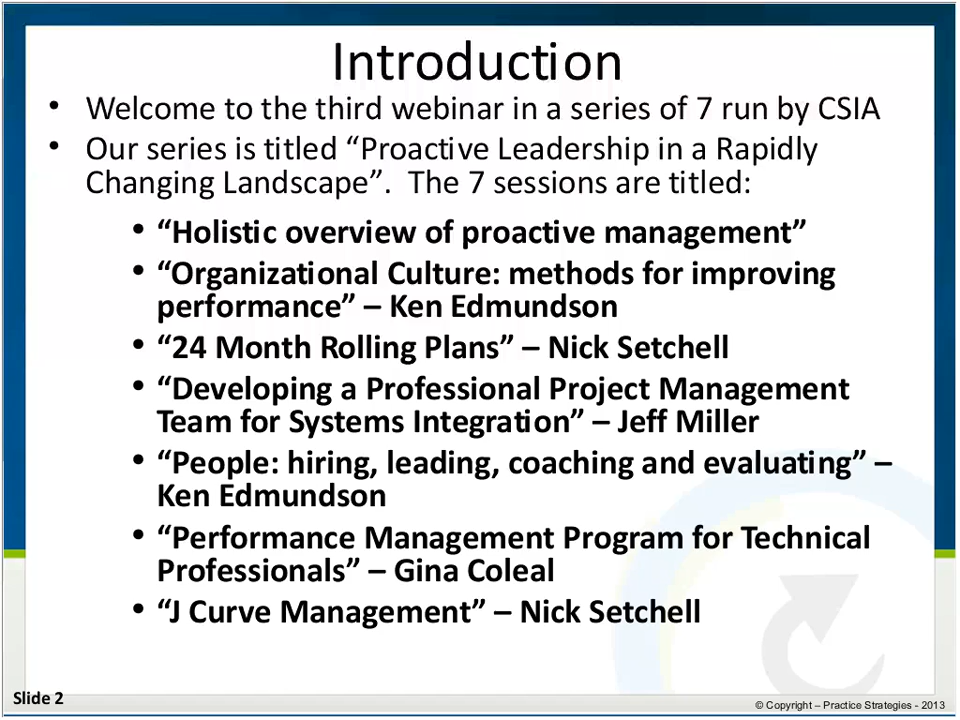 Introduction
• Welcome to the third webinar in a series of 7 run by CSIA
• Our series is titled “Proactive Leadership in a Rapidly
Changing Landscape”.  The 7 sessions are titled:
• “Holistic overview of proactive management”
• “Organizational Culture: methods for improving
performance” – Ken Edmundson
• “24 Month Rolling Plans” – Nick Setchell
• “Developing a Professional Project Management
Team for Systems Integration” – Jeff Miller
• “People: hiring, leading, coaching and evaluating” –
Ken Edmundson
• “Performance Management Program for Technical
Professionals” – Gina Coleal
• “J Curve Management” – Nick Setchell
Slide 2
© Copyright – Practice Strategies - 2013